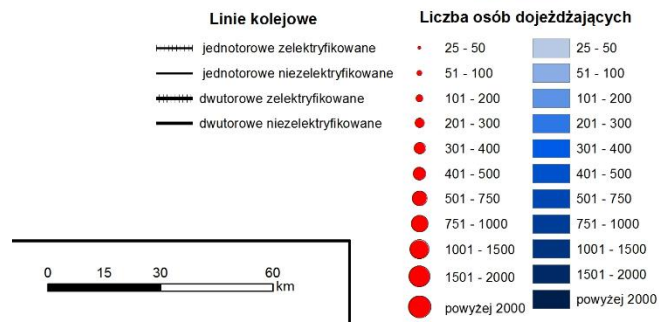 Linie kolejowe
jednotorowe zelektryfikowane
jednotorowe niezelektryfikowane
dwutorowe zelektryfikowane
dwutorowe niezelektryfikowane
0 15 30 60
km
Liczba osób dojeżdżających
25 - 50 25 - 50
51 - 100 51 - 100
101 - 200 101 - 200
201 - 300 201 - 300
301 - 400 301 - 400
401 - 500 401 - 500
501 - 750 501 - 750
751 - 1000 751 - 1000
1001 - 1500 1001 - 1500
1501 - 2000 1501 - 2000
powyżej 2000 powyżej 2000